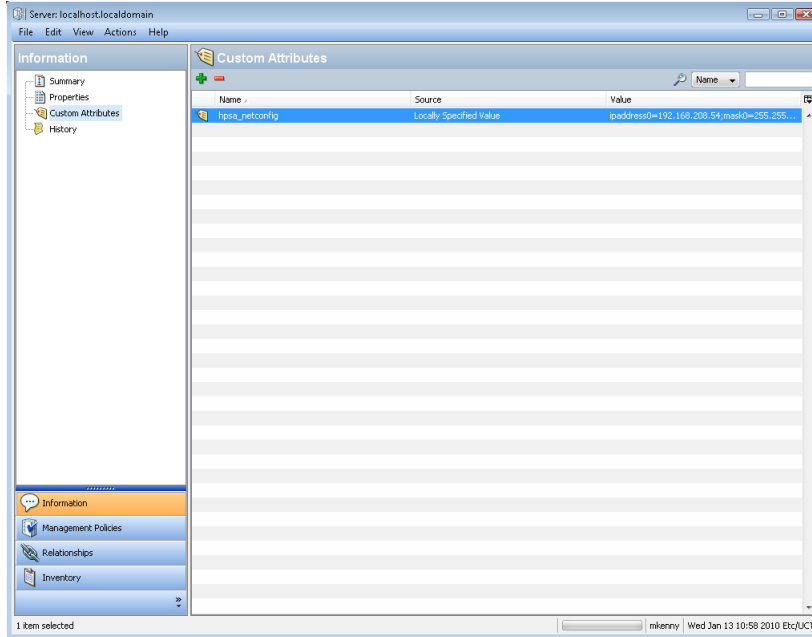 Server: localhost.localdomain
File Edit View Actions Help
Information
Summary
Properties
Custom Attributes
History
Custom Attributes
Name
Name Source Value
hpsa_netconfig Locally Specified Value ipaddress0=192.168.208.54;mask0=255.255...
Information
Management Policies
Relationships
Inventory
1 item selected
mkenny Wed Jan 13 10:58 2010 Etc/UCT